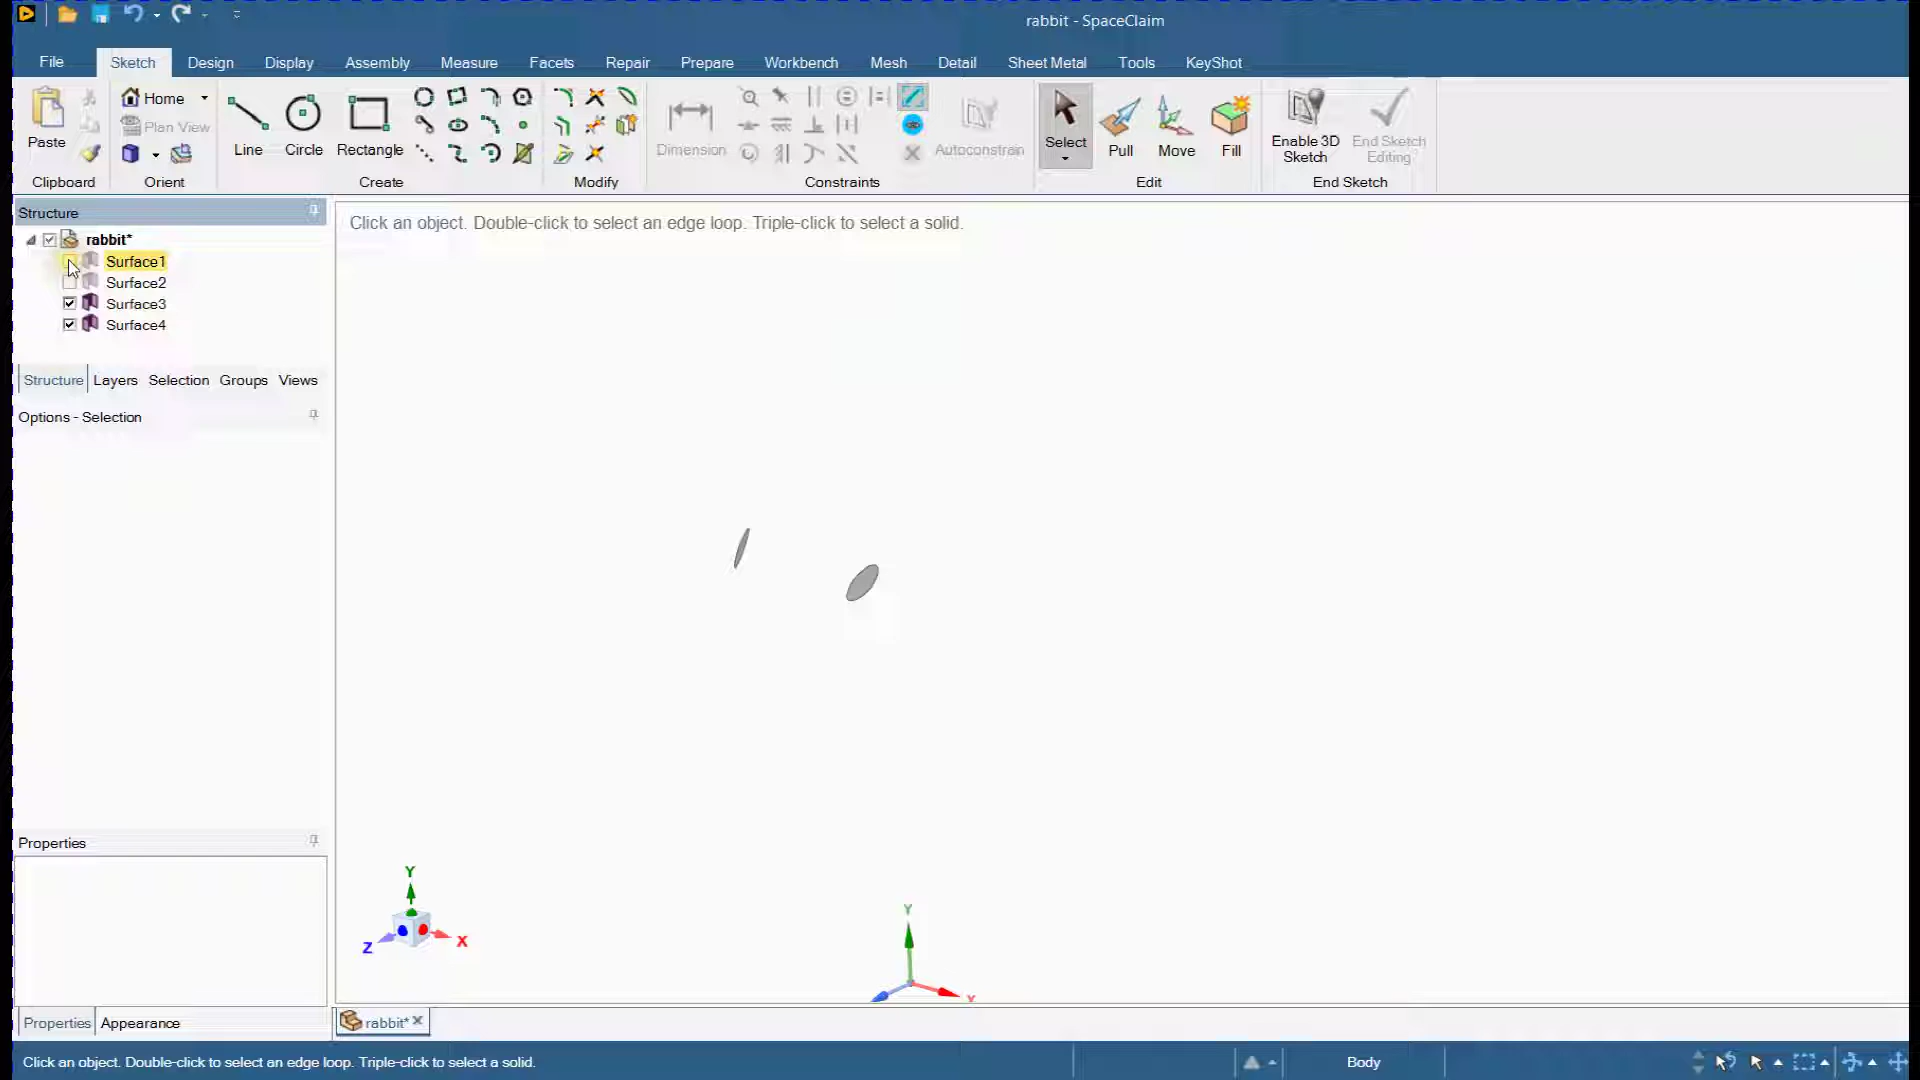 rabbit - SpaceClaim
File Sketch Design Display Assembly Measure Facets Repair Prepare Workbench Mesh Detail Sheet Metal Tools KeyShot
Paste
Home
Plan View
Line Circle Rectangle
Dimension
Autoconstrain
Select Pull Move Fill
Enable 3D Sketch
End Sketch Editing
Clipboard Orient Create Modify Constraints Edit End Sketch
Structure
Click an object. Double-click to select an edge loop. Triple-click to select a solid.
rabbit*
Surface1
Surface2
Surface3
Surface4
Structure Layers Selection Groups Views
Options - Selection
Properties
Y
Z X
Y
X
Properties Appearance
rabbit*
Click an object. Double-click to select an edge loop. Triple-click to select a solid.
Body